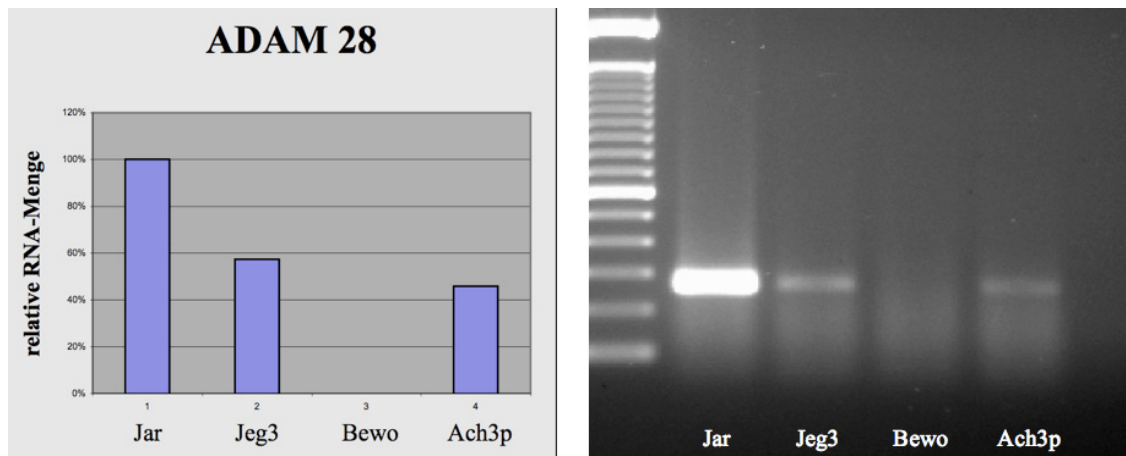 ADAM 28
relative RNA-Menge
120%
100%
80%
60%
40%
20%
0%
1 2 3 4
Jar Jeg3 Bewo Ach3p
Jar Jeg3 Bewo Ach3p